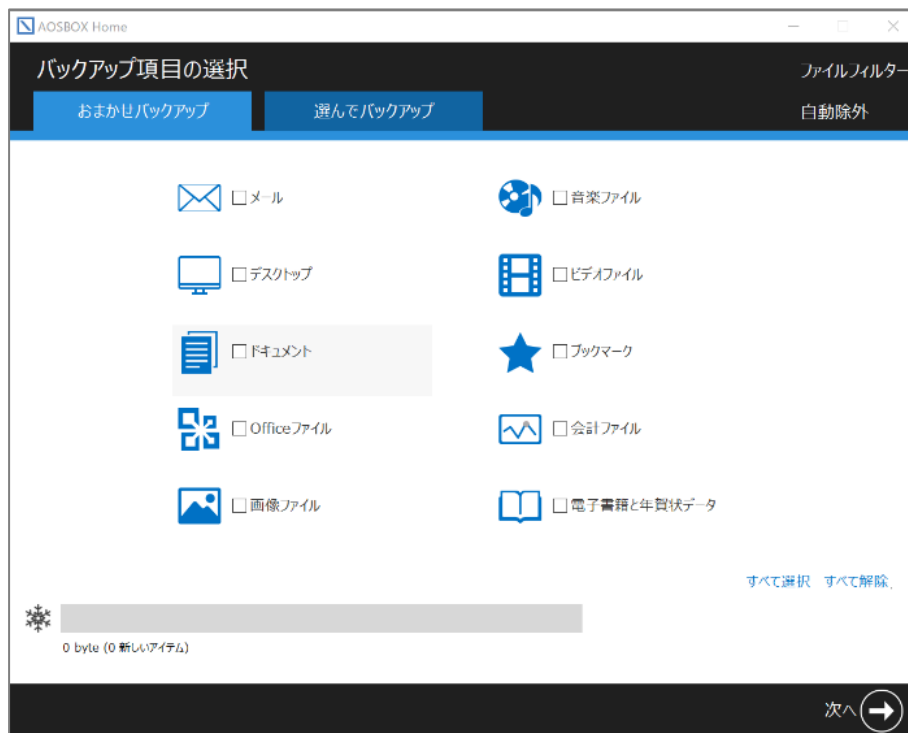 AOSBOX Home
バックアップ項目の選択
ファイルフィルター
おまかせバックアップ
選んでバックアップ
自動除外
メール
音楽ファイル
デスクトップ
ビデオファイル
ドキュメント
ブックマーク
Officeファイル
会計ファイル
画像ファイル
電子書籍と年賀状データ
すべて選択 すべて解除
0 byte (0 新しいアイテム)
次へ